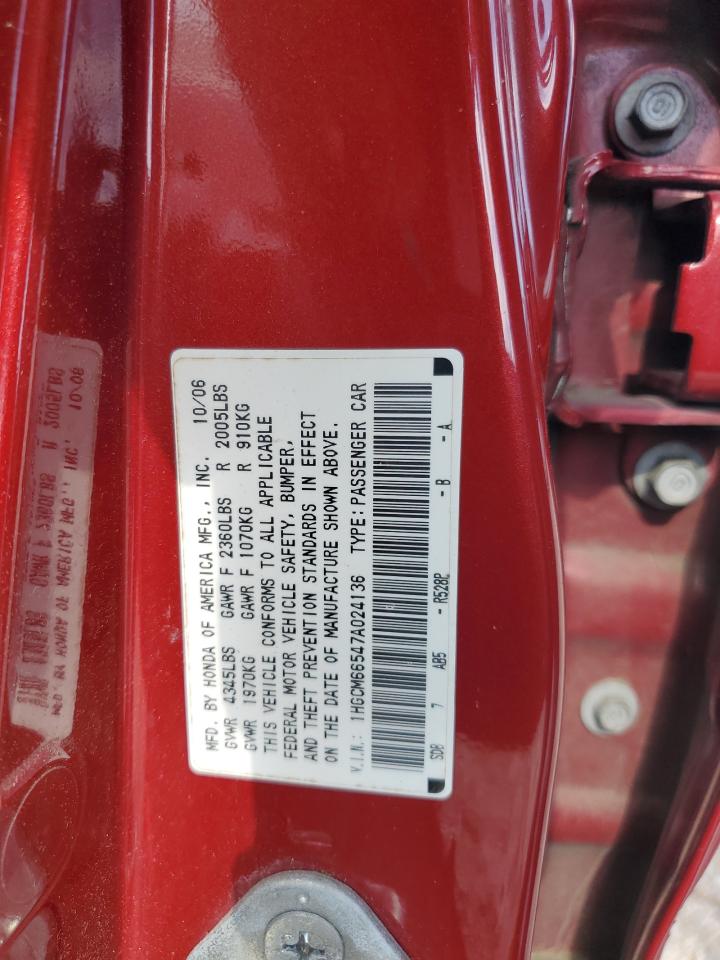 MFD. BY HONDA OF AMERICA MFG., INC. 10/06
GVWR 4345LBS GAWR F 2360LBS R 2005LBS
GVWR 1970KG GAWR F 1070KG R 910KG
THIS VEHICLE CONFORMS TO ALL APPLICABLE
FEDERAL MOTOR VEHICLE SAFETY, BUMPER,
AND THEFT PREVENTION STANDARDS IN EFFECT
ON THE DATE OF MANUFACTURE SHOWN ABOVE.
V.I.N.: 1HGCM66547A024136 TYPE: PASSENGER CAR
SDB 7 AB5 - R528P - B - A